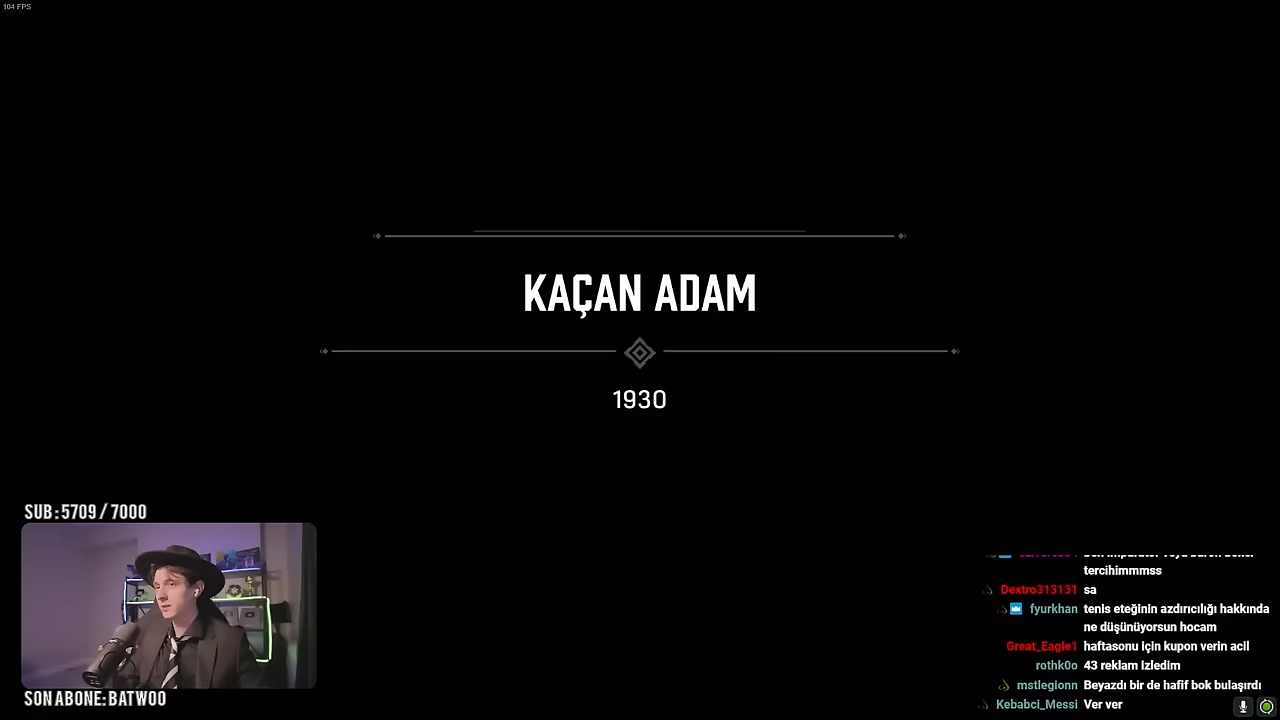 104 FPS
KAÇAN ADAM
1930
SUB: 5709 / 7000
SON ABONE: BATWOO
tercihimmmss
Dextro313131 sa
fyurkhan tenis eteğinin azdırıcılığı hakkında
ne düşünüyorsun hocam
Great_Eagle1 haftasonu için kupon verin acil
rothk0o 43 reklam izledim
mstlegionn Beyazdı bir de hafif bok bulaşırdı
Kebabci_Messi Ver ver